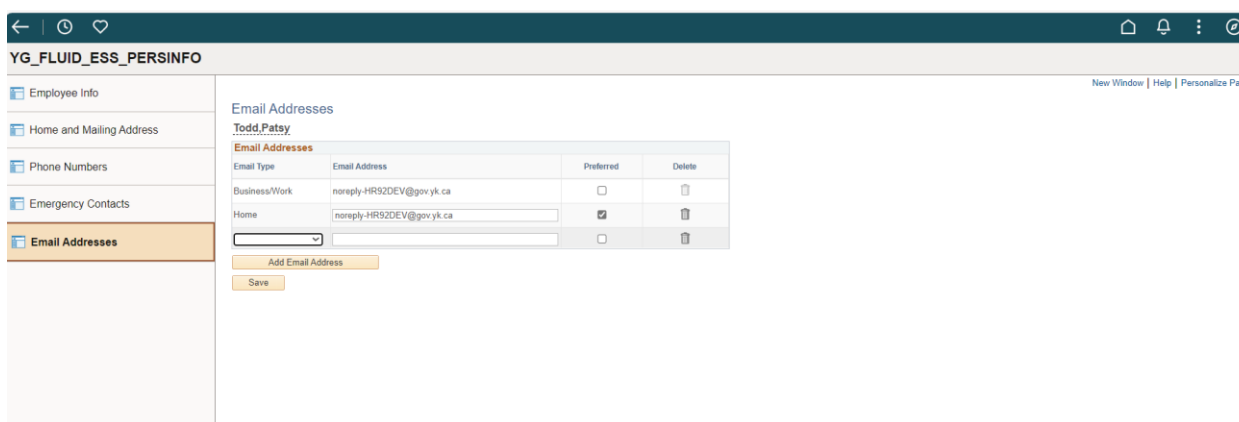 YG_FLUID_ESS_PERSINFO
New Window | Help | Personalize Pa
Employee Info
Home and Mailing Address
Phone Numbers
Emergency Contacts
Email Addresses
Email Addresses
Todd,Patsy
Email Addresses
Email Type Email Address Preferred Delete
Business/Work noreply-HR92DEV@gov.yk.ca
Home noreply-HR92DEV@gov.yk.ca
Add Email Address
Save